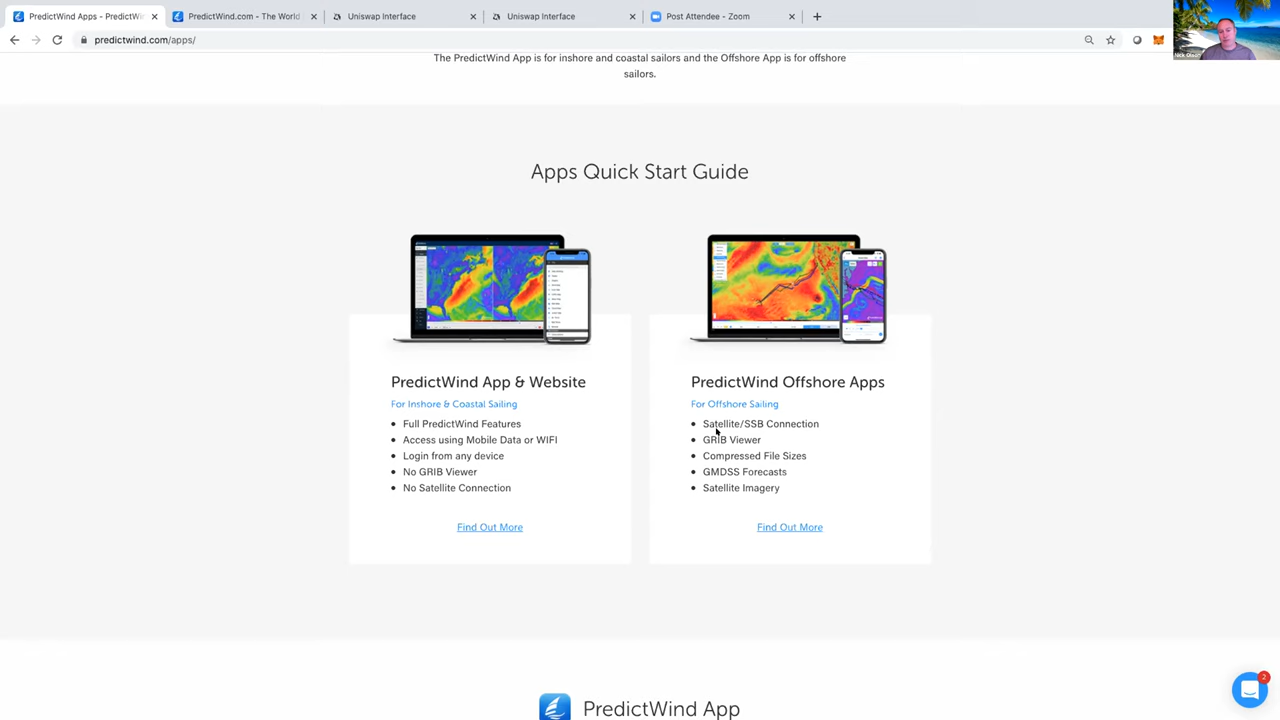 PredictWind Apps - PredictWi
PredictWind.com - The World
Uniswap Interface
Uniswap Interface
Post Attendee - Zoom
predictwind.com/apps/
The PredictWind App is for inshore and coastal sailors and the Offshore App is for offshore
sailors.
Apps Quick Start Guide
PredictWind App & Website
For Inshore & Coastal Sailing
Full PredictWind Features
Access using Mobile Data or WIFI
Login from any device
No GRIB Viewer
No Satellite Connection
Find Out More
PredictWind Offshore Apps
For Offshore Sailing
Satellite/SSB Connection
GRIB Viewer
Compressed File Sizes
GMDSS Forecasts
Satellite Imagery
Find Out More
PredictWind App
2